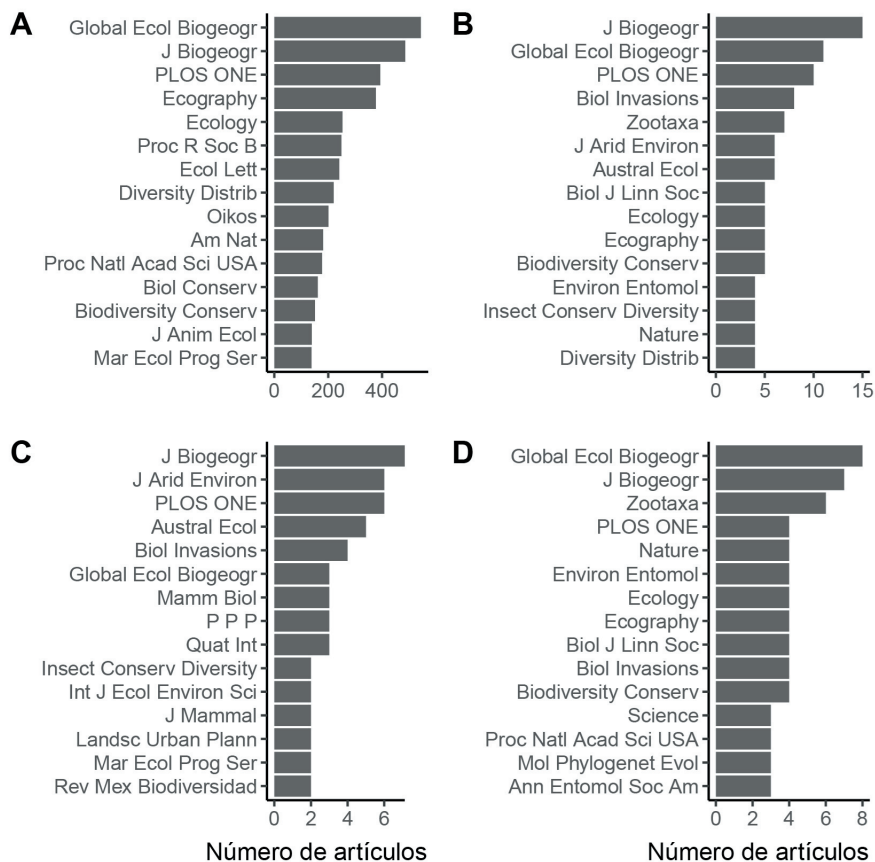 A
Global Ecol Biogeogr
J Biogeogr
PLOS ONE
Ecography
Ecology
Proc R Soc B
Ecol Lett
Diversity Distrib
Oikos
Am Nat
Proc Natl Acad Sci USA
Biol Conserv
Biodiversity Conserv
J Anim Ecol
Mar Ecol Prog Ser
0 200 400
B
J Biogeogr
Global Ecol Biogeogr
PLOS ONE
Biol Invasions
Zootaxa
J Arid Environ
Austral Ecol
Biol J Linn Soc
Ecology
Ecography
Biodiversity Conserv
Environ Entomol
Insect Conserv Diversity
Nature
Diversity Distrib
0 5 10 15
C
J Biogeogr
J Arid Environ
PLOS ONE
Austral Ecol
Biol Invasions
Global Ecol Biogeogr
Mamm Biol
P P P
Quat Int
Insect Conserv Diversity
Int J Ecol Environ Sci
J Mammal
Landsc Urban Plann
Mar Ecol Prog Ser
Rev Mex Biodiversidad
0 2 4 6
Número de artículos
D
Global Ecol Biogeogr
J Biogeogr
Zootaxa
PLOS ONE
Nature
Environ Entomol
Ecology
Ecography
Biol J Linn Soc
Biol Invasions
Biodiversity Conserv
Science
Proc Natl Acad Sci USA
Mol Phylogenet Evol
Ann Entomol Soc Am
0 2 4 6 8
Número de artículos